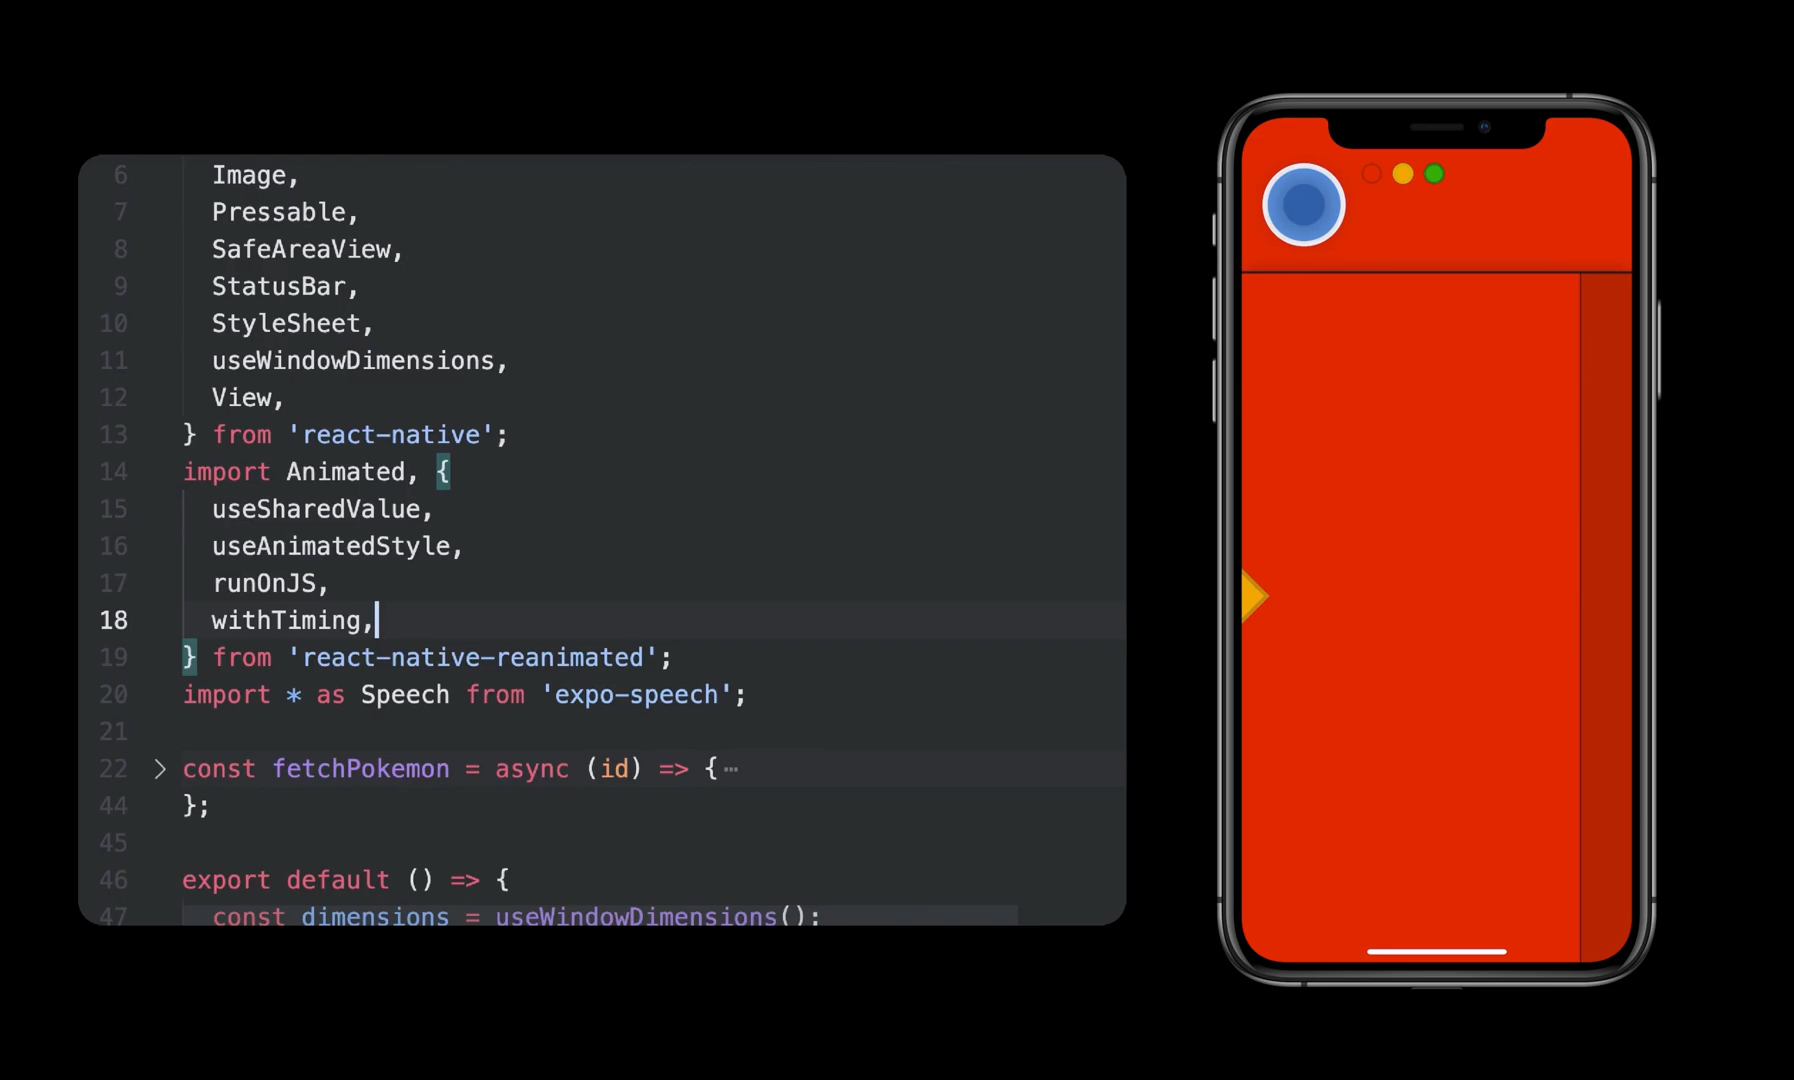 6 Image,
7 Pressable,
8 SafeAreaView,
9 StatusBar,
10 StyleSheet,
11 useWindowDimensions,
12 View,
13 } from 'react-native';
14 import Animated, {
15 useSharedValue,
16 useAnimatedStyle,
17 runOnJS,
18 withTiming,
19 } from 'react-native-reanimated';
20 import * as Speech from 'expo-speech';
21
22 const fetchPokemon = async (id) => {…
44 };
45
46 export default () => {
47 const dimensions = useWindowDimensions();